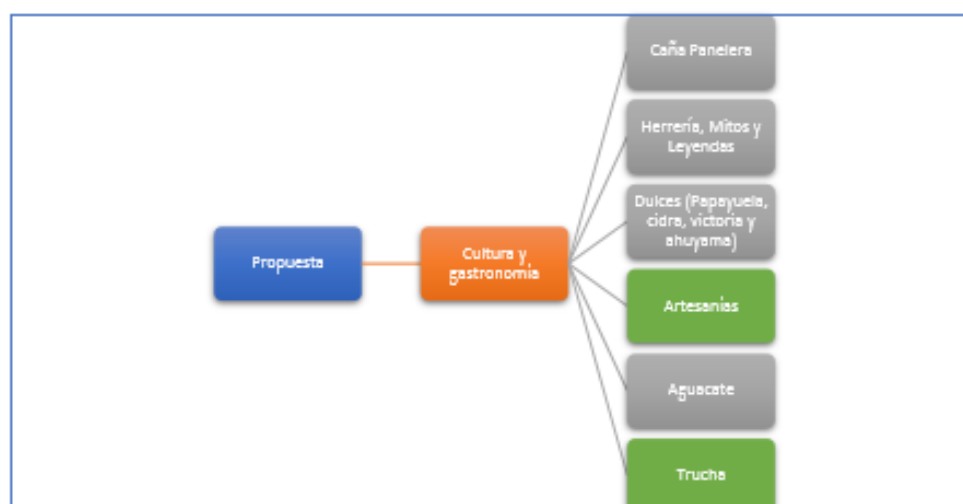 Caña Panelera
Herrería, Mitos y
Leyendas
Dulces (Papayuela,
cidra, victoria y
ahuyama)
Propuesta
Cultura y
gastronomía
Artesanías
Aguacate
Trucha